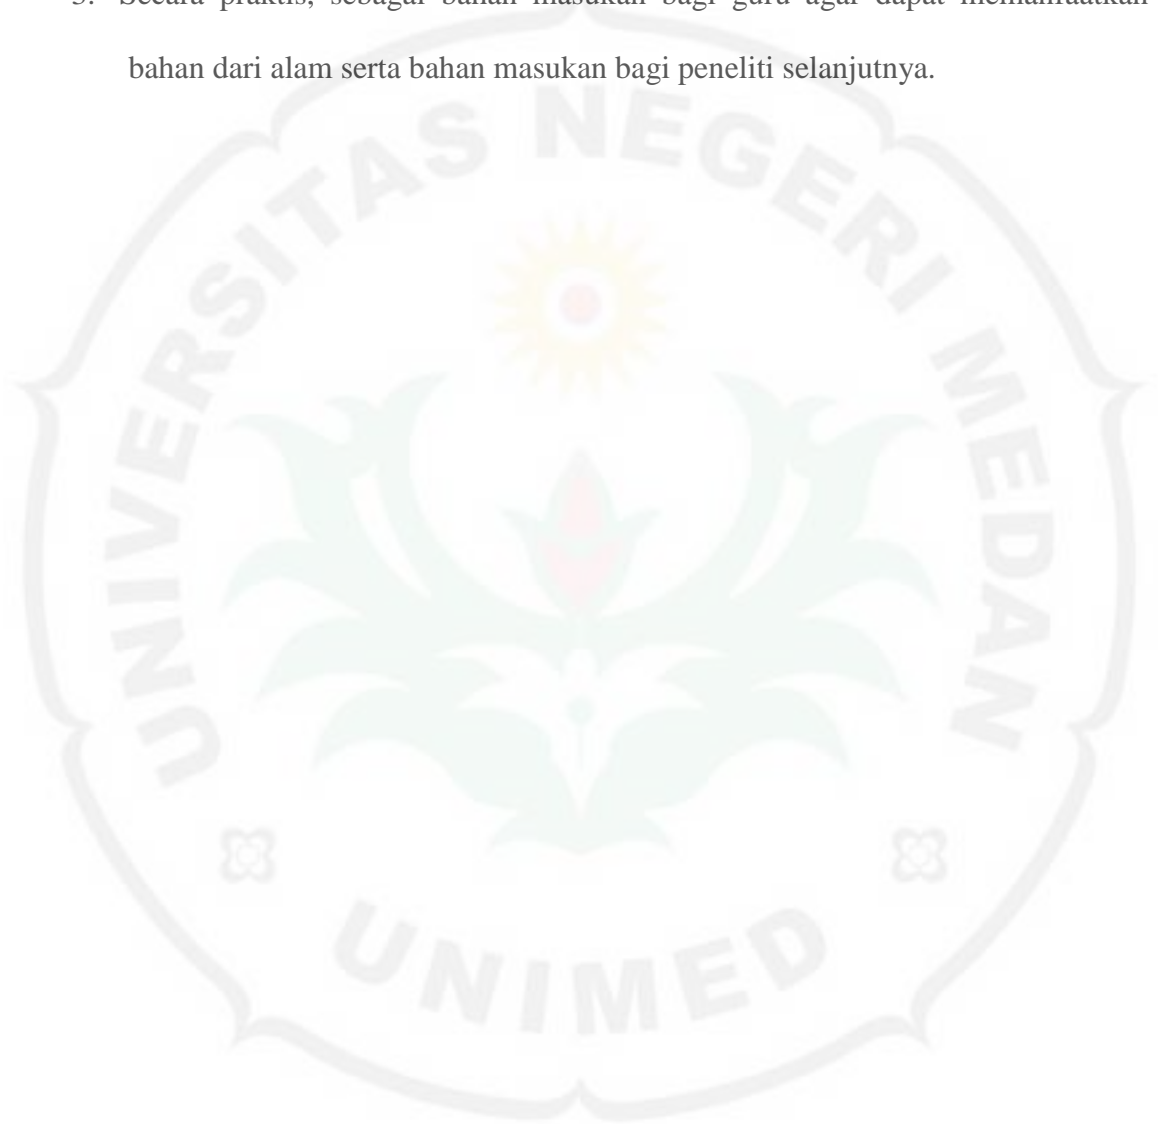 3. Secara praktis, sebagai bahan masukan bagi guru agar dapat memanfaatkan
bahan dari alam serta bahan masukan bagi peneliti selanjutnya.
UNIVERSITAS NEGERI MEDAN
UNIMED